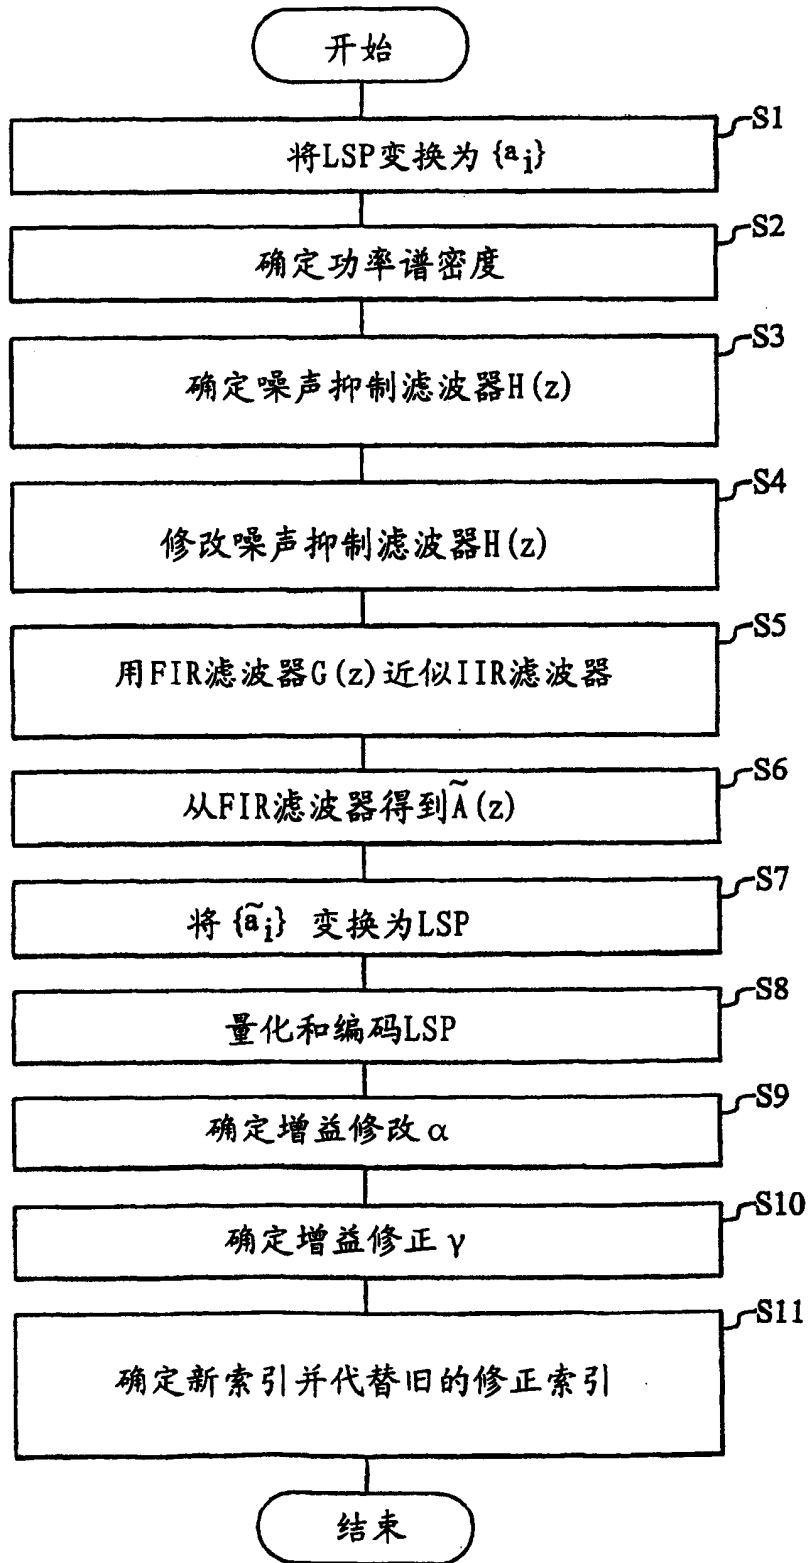 开始
S1
将LSP变换为{aᵢ}
S2
确定功率谱密度
S3
确定噪声抑制滤波器H(z)
S4
修改噪声抑制滤波器H(z)
S5
用FIR滤波器G(z)近似IIR滤波器
S6
从FIR滤波器得到Ã(z)
S7
将{ãᵢ} 变换为LSP
S8
量化和编码LSP
S9
确定增益修改α
S10
确定增益修正γ
S11
确定新索引并代替旧的修正索引
结束